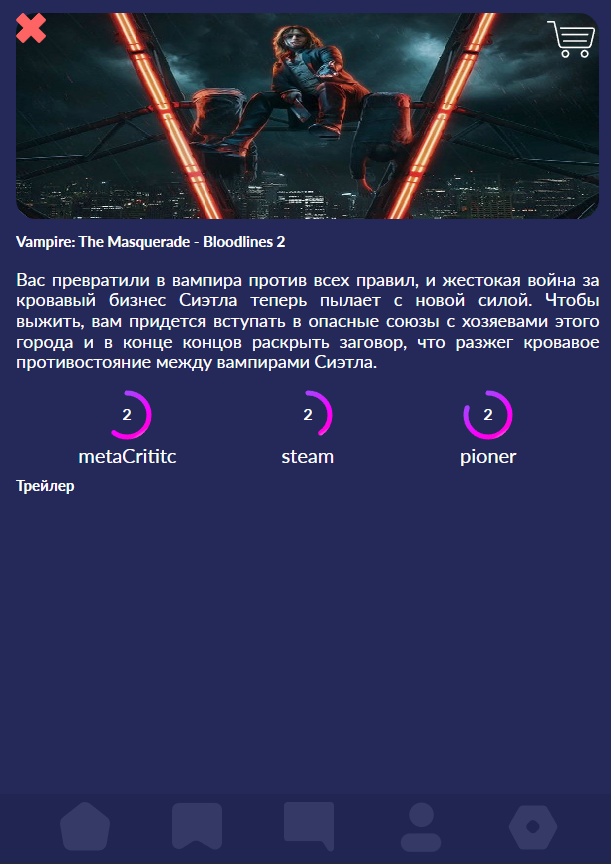 Vampire: The Masquerade - Bloodlines 2
Вас превратили в вампира против всех правил, и жестокая война за
кровавый бизнес Сиэтла теперь пылает с новой силой. Чтобы
выжить, вам придется вступать в опасные союзы с хозяевами этого
города и в конце концов раскрыть заговор, что разжег кровавое
противостояние между вампирами Сиэтла.
2 2 2
metaCrititc steam pioner
Трейлер